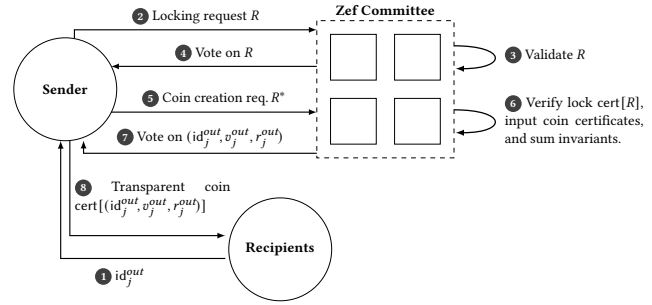 Zef Committee
2 Locking request R
4 Vote on R
3 Validate R
Sender
5 Coin creation req. R*
6 Verify lock cert[R],
input coin certificates,
and sum invariants.
7 Vote on (id_j^out, v_j^out, r_j^out)
8 Transparent coin
cert[(id_j^out, v_j^out, r_j^out)]
Recipients
1 id_j^out